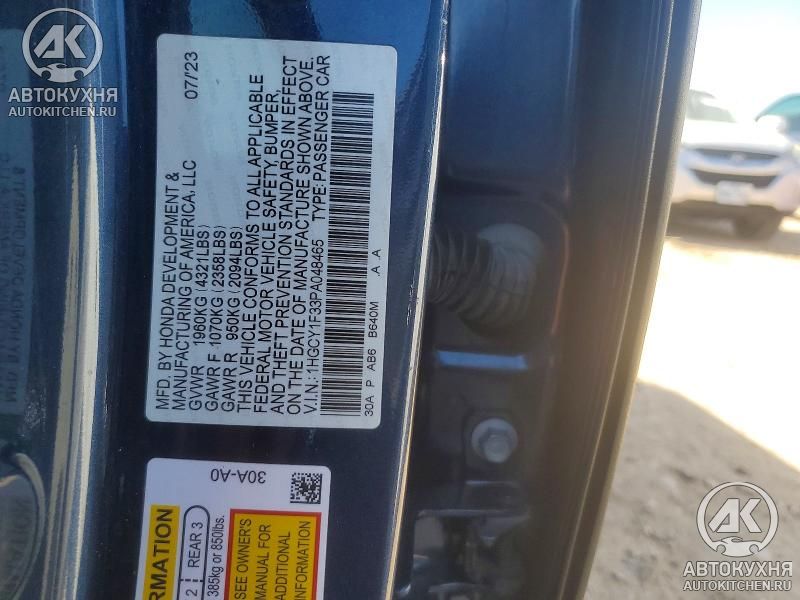 АВТОКУХНЯ
AUTOKITCHEN.RU
MFD. BY HONDA DEVELOPMENT &
MANUFACTURING OF AMERICA, LLC 07/23
GVWR 1960KG(4321LBS)
GAWR F 1070KG(2358LBS)
GAWR R 950KG(2094LBS)
THIS VEHICLE CONFORMS TO ALL APPLICABLE
FEDERAL MOTOR VEHICLE SAFETY, BUMPER,
AND THEFT PREVENTION STANDARDS IN EFFECT
ON THE DATE OF MANUFACTURE SHOWN ABOVE.
V.I.N.:1HGCY1F33PA048465 TYPE:PASSENGER CAR
30A P AB6 B640M .A .A
30A-A0
2 REAR 3
385kg or 850lbs.
SEE OWNER'S
MANUAL FOR
ADDITIONAL
INFORMATION
АК
АВТОКУХНЯ
AUTOKITCHEN.RU